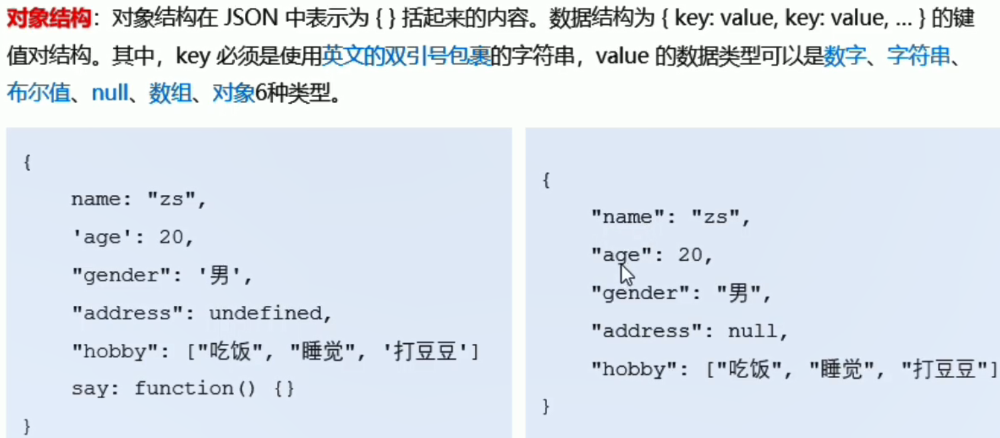 对象结构：对象结构在 JSON 中表示为 { } 括起来的内容。数据结构为 { key: value, key: value, … } 的键
值对结构。其中，key 必须是使用英文的双引号包裹的字符串，value 的数据类型可以是数字、字符串、
布尔值、null、数组、对象6种类型。
{
name: "zs",
'age': 20,
"gender": '男',
"address": undefined,
"hobby": ["吃饭", "睡觉", '打豆豆']
say: function() {}
}
{
"name": "zs",
"age": 20,
"gender": "男",
"address": null,
"hobby": ["吃饭", "睡觉", "打豆豆"]
}